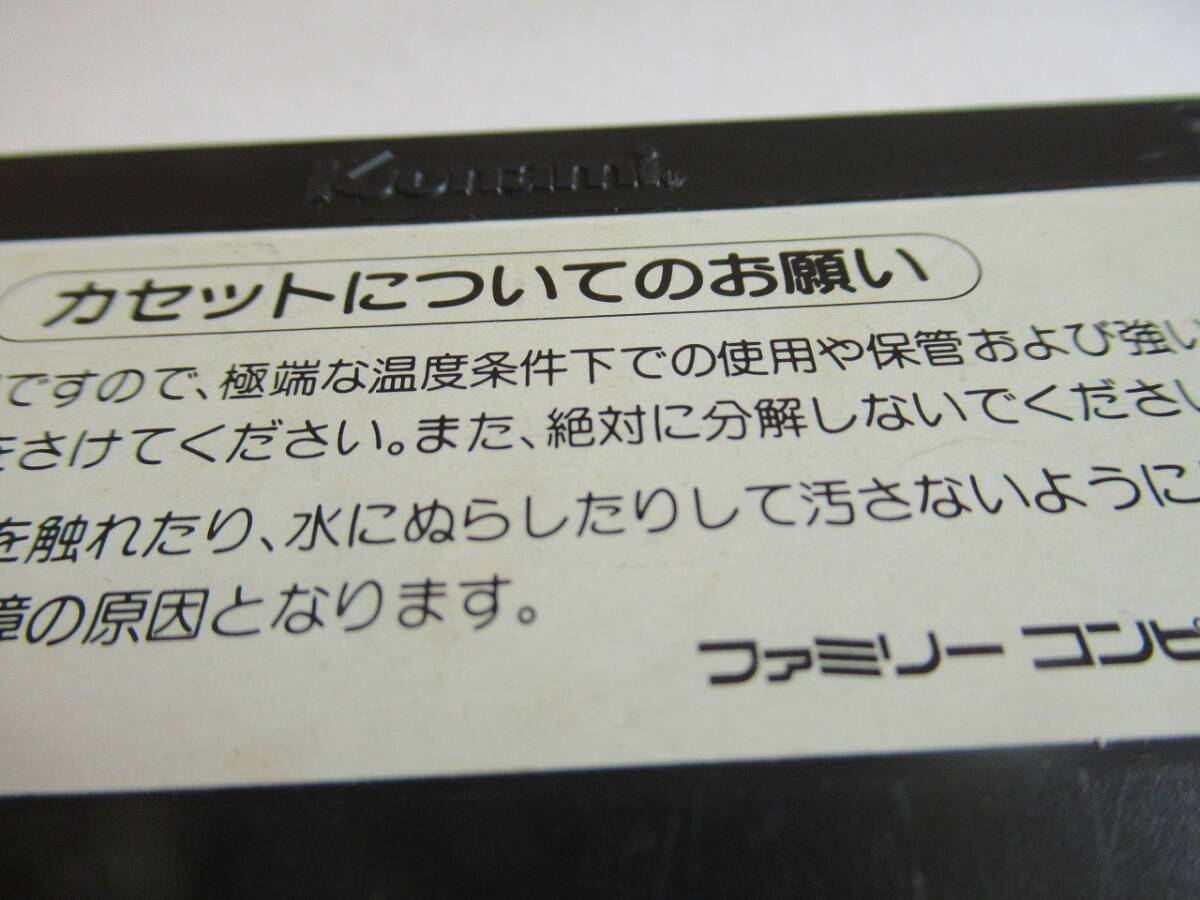 Konami
カセットについてのお願い
ですので、極端な温度条件下での使用や保管および強い
をさけてください。また、絶対に分解しないでください
を触れたり、水にぬらしたりして汚さないように
の原因となります。
ファミリー コンピ